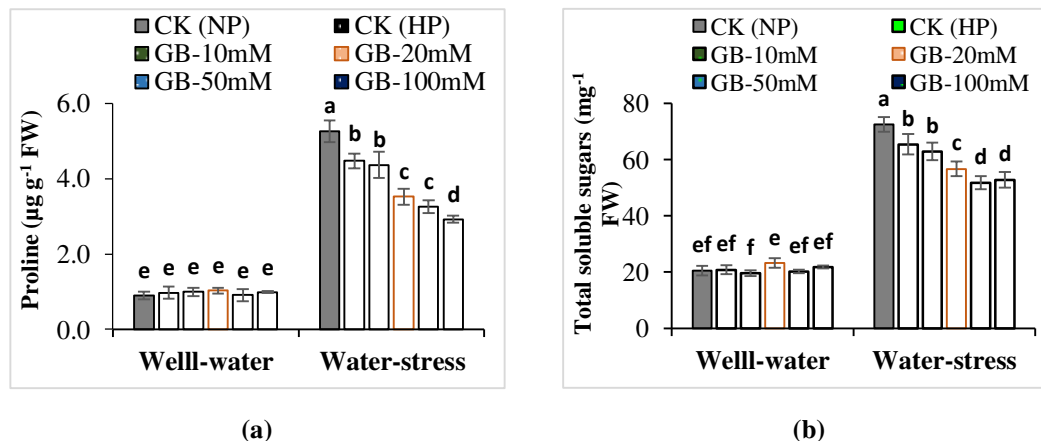 CK (NP) CK (HP)
GB-10mM GB-20mM
GB-50mM GB-100mM
Proline (µg g⁻¹ FW)
6.0
4.0
2.0
0.0
a
b b
c c
d
e e e e e e
Welll-water Water-stress
(a)
CK (NP) CK (HP)
GB-10mM GB-20mM
GB-50mM GB-100mM
Total soluble sugars (mg⁻¹
FW)
80
60
40
20
0
a
b b
c
d d
ef ef f e ef ef
Welll-water Water-stress
(b)